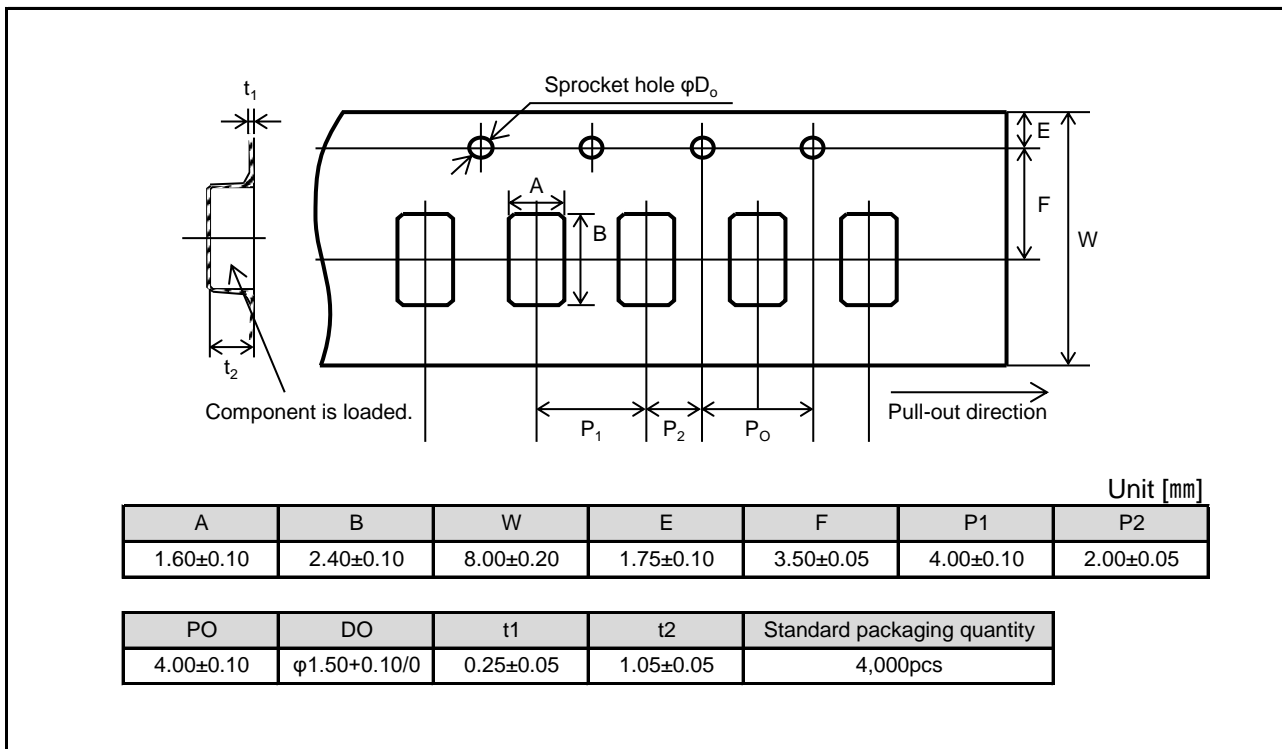 t1
Sprocket hole φDo
E
A
F
B
W
t2
Component is loaded.
P1
P2
PO
Pull-out direction
Unit [㎜]
A B W E F P1 P2
1.60±0.10 2.40±0.10 8.00±0.20 1.75±0.10 3.50±0.05 4.00±0.10 2.00±0.05
PO DO t1 t2 Standard packaging quantity
4.00±0.10 φ1.50+0.10/0 0.25±0.05 1.05±0.05 4,000pcs